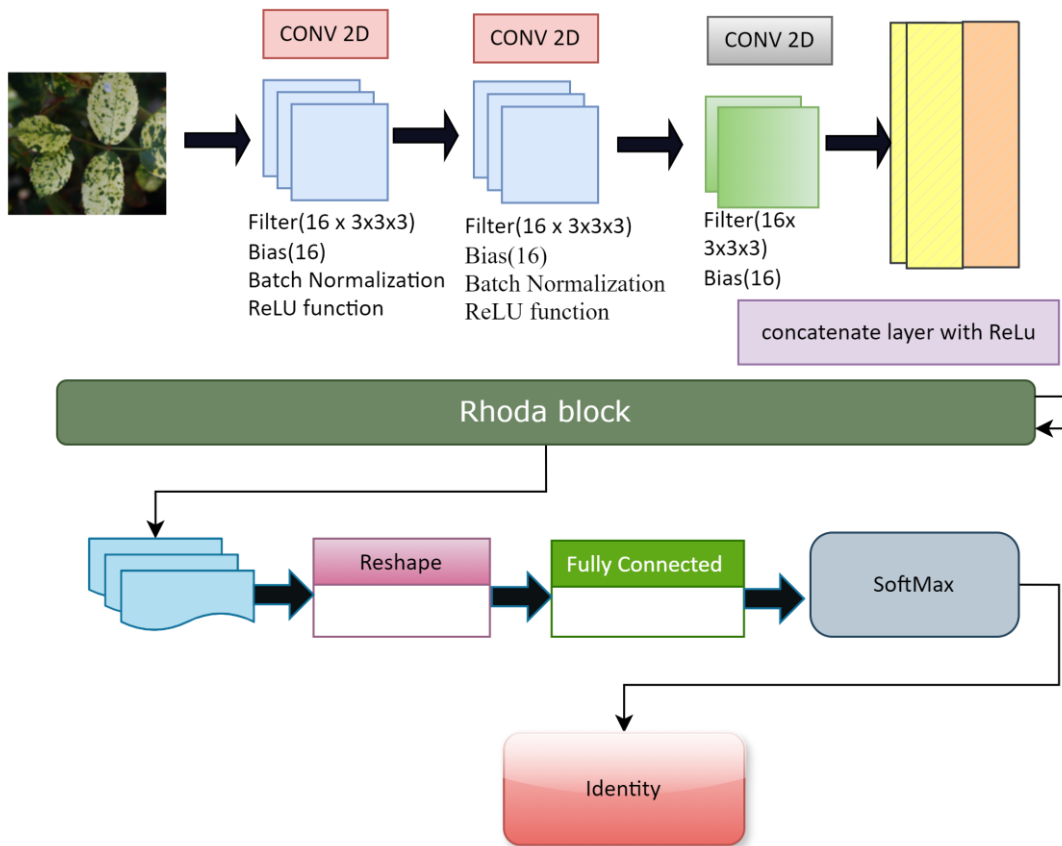 CONV 2D
CONV 2D
CONV 2D
Filter(16 x 3x3x3)
Bias(16)
Batch Normalization
ReLU function
Filter(16 x 3x3x3)
Bias(16)
Batch Normalization
ReLU function
Filter(16x
3x3x3)
Bias(16)
concatenate layer with ReLu
Rhoda block
Reshape
Fully Connected
SoftMax
Identity